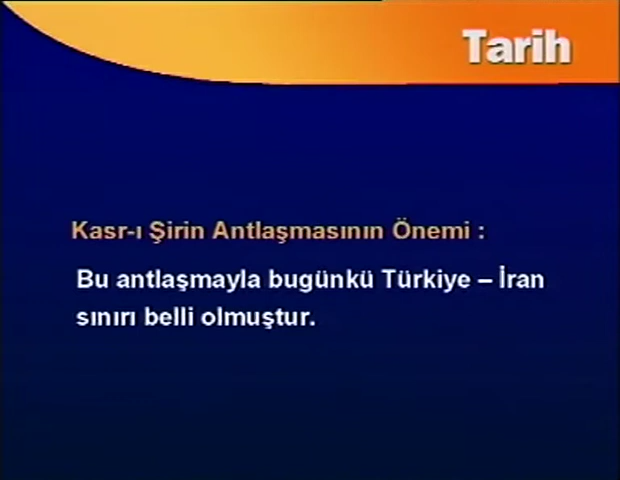 Tarih
Kasr-ı Şirin Antlaşmasının Önemi :
Bu antlaşmayla bugünkü Türkiye – İran
sınırı belli olmuştur.